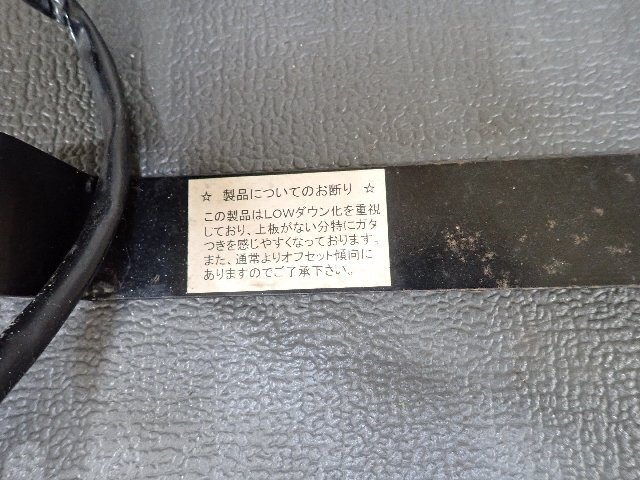 ☆ 製品についてのお断り ☆
この製品はLOWダウン化を重視
しており、上板がない分特にガタ
つきを感じやすくなっております。
また、通常よりオフセット傾向に
ありますのでご了承下さい。